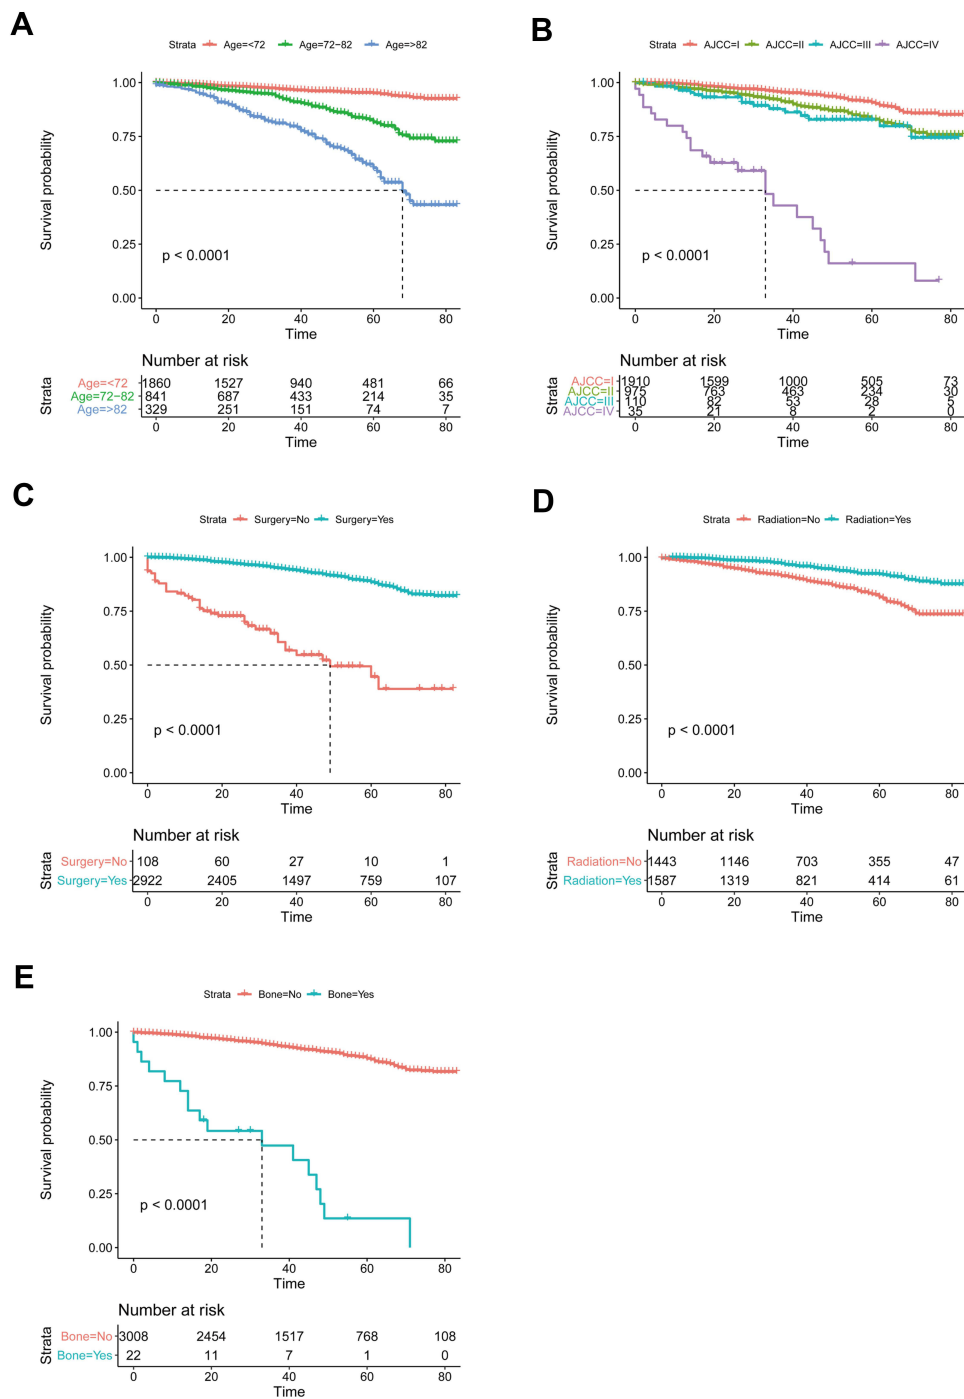 A
Strata Age=<72 Age=72−82 Age=>82
1.00
0.75
0.50
0.25
0.00
Survival probability
p < 0.0001
0 20 40 60 80
Time
Number at risk
Strata
Age=<72 1860 1527 940 481 66
Age=72−82 841 687 433 214 35
Age=>82 329 251 151 74 7
0 20 40 60 80
Time
B
Strata AJCC=I AJCC=II AJCC=III AJCC=IV
1.00
0.75
0.50
0.25
0.00
Survival probability
p < 0.0001
0 20 40 60 80
Time
Number at risk
Strata
AJCC=I 1910 1599 1000 505 73
AJCC=II 975 763 463 234 30
AJCC=III 110 82 53 28 5
AJCC=IV 35 21 8 2 0
0 20 40 60 80
Time
C
Strata Surgery=No Surgery=Yes
1.00
0.75
0.50
0.25
0.00
Survival probability
p < 0.0001
0 20 40 60 80
Time
Number at risk
Strata
Surgery=No 108 60 27 10 1
Surgery=Yes 2922 2405 1497 759 107
0 20 40 60 80
Time
D
Strata Radiation=No Radiation=Yes
1.00
0.75
0.50
0.25
0.00
Survival probability
p < 0.0001
0 20 40 60 80
Time
Number at risk
Strata
Radiation=No 1443 1146 703 355 47
Radiation=Yes 1587 1319 821 414 61
0 20 40 60 80
Time
E
Strata Bone=No Bone=Yes
1.00
0.75
0.50
0.25
0.00
Survival probability
p < 0.0001
0 20 40 60 80
Time
Number at risk
Strata
Bone=No 3008 2454 1517 768 108
Bone=Yes 22 11 7 1 0
0 20 40 60 80
Time